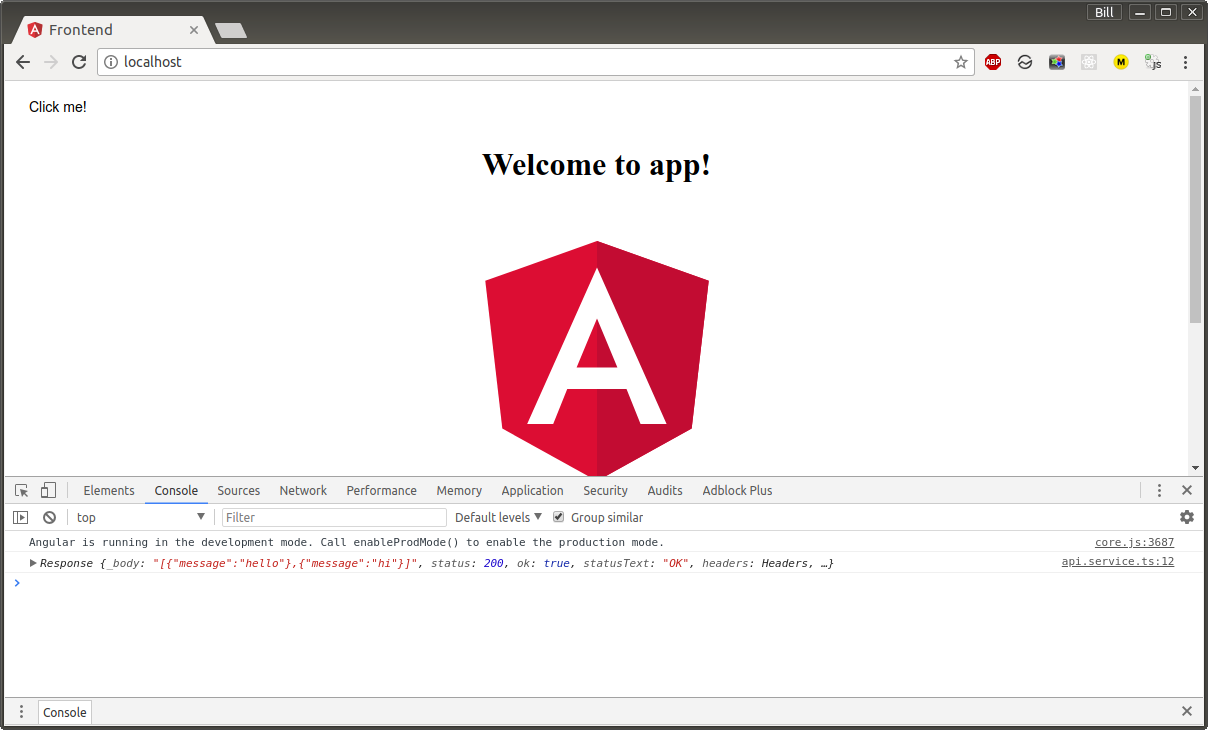 Bill
Frontend
localhost
ABP
M
JS
Click me!
Welcome to app!
A
Elements Console Sources Network Performance Memory Application Security Audits Adblock Plus
top Filter Default levels Group similar
Angular is running in the development mode. Call enableProdMode() to enable the production mode. core.js:3687
Response {_body: "[{"message":"hello"},{"message":"hi"}]", status: 200, ok: true, statusText: "OK", headers: Headers, …} api.service.ts:12
Console